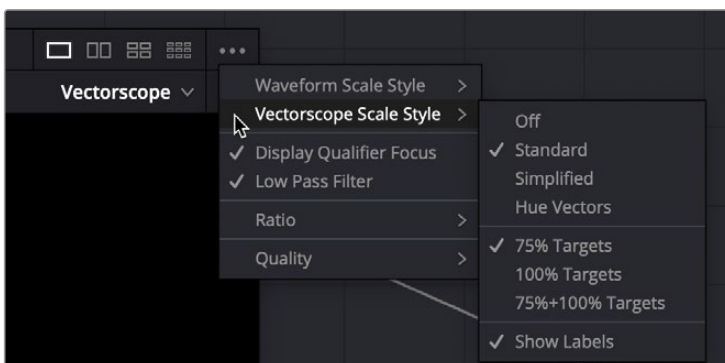 Vectorscope
Waveform Scale Style
Vectorscope Scale Style
Display Qualifier Focus
Low Pass Filter
Ratio
Quality
Off
Standard
Simplified
Hue Vectors
75% Targets
100% Targets
75%+100% Targets
Show Labels